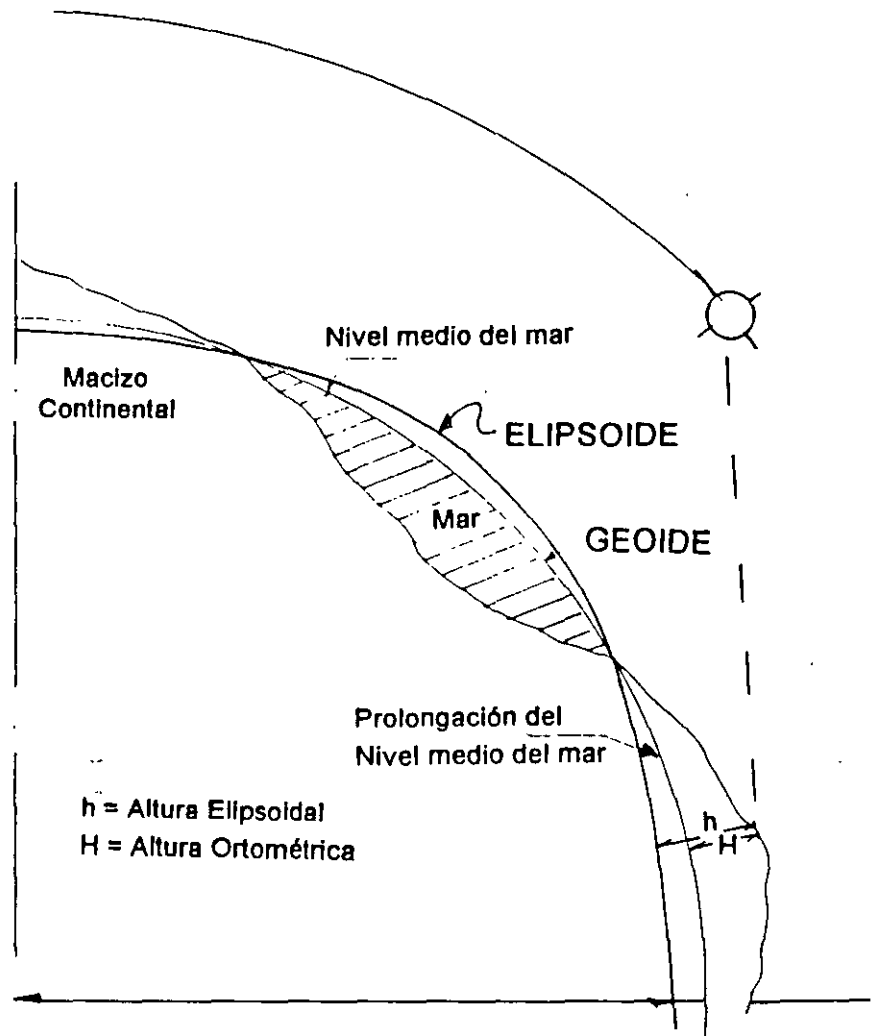 Nivel medio del mar
Macizo
Continental
ELIPSOIDE
Mar
GEOIDE
Prolongación del
Nivel medio del mar
h = Altura Elipsoidal
H = Altura Ortométrica
h
H